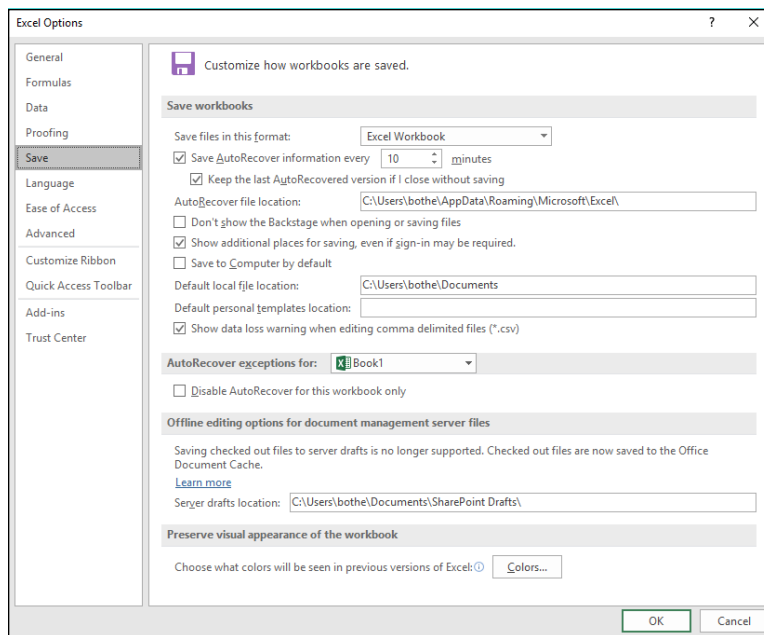 Excel Options
?
General
Formulas
Data
Proofing
Save
Language
Ease of Access
Advanced
Customize Ribbon
Quick Access Toolbar
Add-ins
Trust Center
Customize how workbooks are saved.
Save workbooks
Save files in this format: Excel Workbook
Save AutoRecover information every 10 minutes
Keep the last AutoRecovered version if I close without saving
AutoRecover file location: C:\Users\bothe\AppData\Roaming\Microsoft\Excel\
Don't show the Backstage when opening or saving files
Show additional places for saving, even if sign-in may be required.
Save to Computer by default
Default local file location: C:\Users\bothe\Documents
Default personal templates location:
Show data loss warning when editing comma delimited files (*.csv)
AutoRecover exceptions for: Book1
Disable AutoRecover for this workbook only
Offline editing options for document management server files
Saving checked out files to server drafts is no longer supported. Checked out files are now saved to the Office
Document Cache.
Learn more
Server drafts location: C:\Users\bothe\Documents\SharePoint Drafts\
Preserve visual appearance of the workbook
Choose what colors will be seen in previous versions of Excel: Colors...
OK Cancel